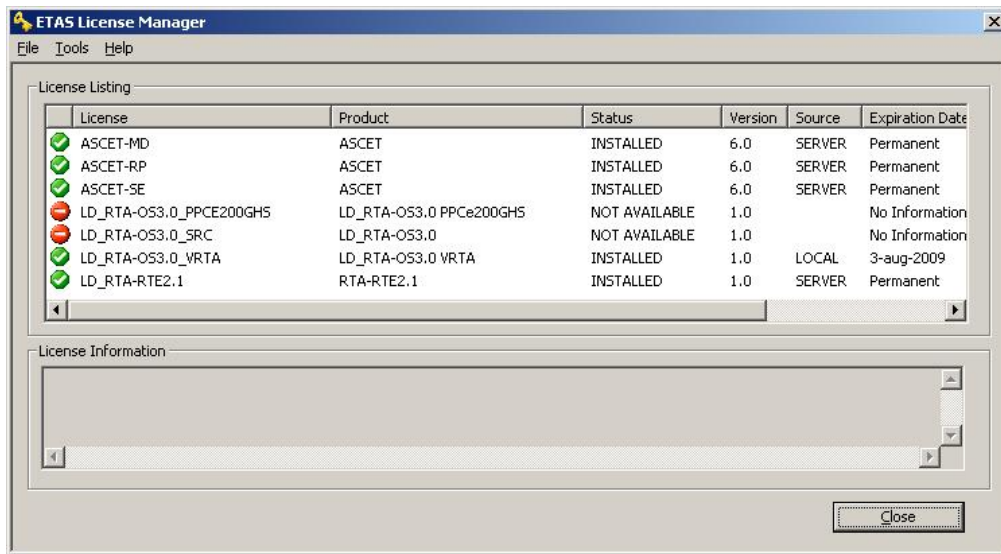 ETAS License Manager
File Tools Help
License Listing
License Product Status Version Source Expiration Date
ASCET-MD ASCET INSTALLED 6.0 SERVER Permanent
ASCET-RP ASCET INSTALLED 6.0 SERVER Permanent
ASCET-SE ASCET INSTALLED 6.0 SERVER Permanent
LD_RTA-OS3.0_PPCE200GHS LD_RTA-OS3.0 PPCe200GHS NOT AVAILABLE 1.0 No Information
LD_RTA-OS3.0_SRC LD_RTA-OS3.0 NOT AVAILABLE 1.0 No Information
LD_RTA-OS3.0_VRTA LD_RTA-OS3.0 VRTA INSTALLED 1.0 LOCAL 3-aug-2009
LD_RTA-RTE2.1 RTA-RTE2.1 INSTALLED 1.0 SERVER Permanent
License Information
Close